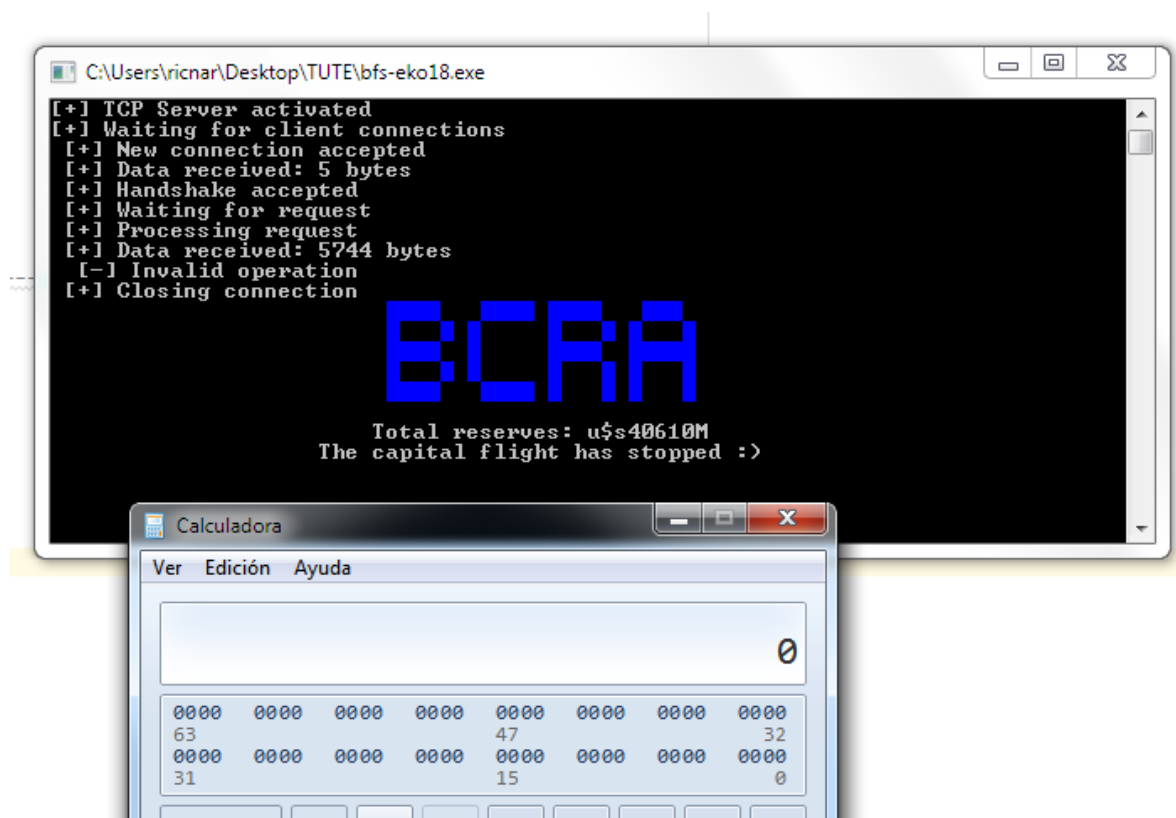 C:\Users\ricnar\Desktop\TUTE\bfs-eko18.exe
[+] TCP Server activated
[+] Waiting for client connections
[+] New connection accepted
[+] Data received: 5 bytes
[+] Handshake accepted
[+] Waiting for request
[+] Processing request
[+] Data received: 5744 bytes
[-] Invalid operation
[+] Closing connection
BCRA
Total reserves: u$s40610M
The capital flight has stopped :)
Calculadora
Ver Edición Ayuda
0
0000 0000 0000 0000 0000 0000 0000 0000
63 47 32
0000 0000 0000 0000 0000 0000 0000 0000
31 15 0